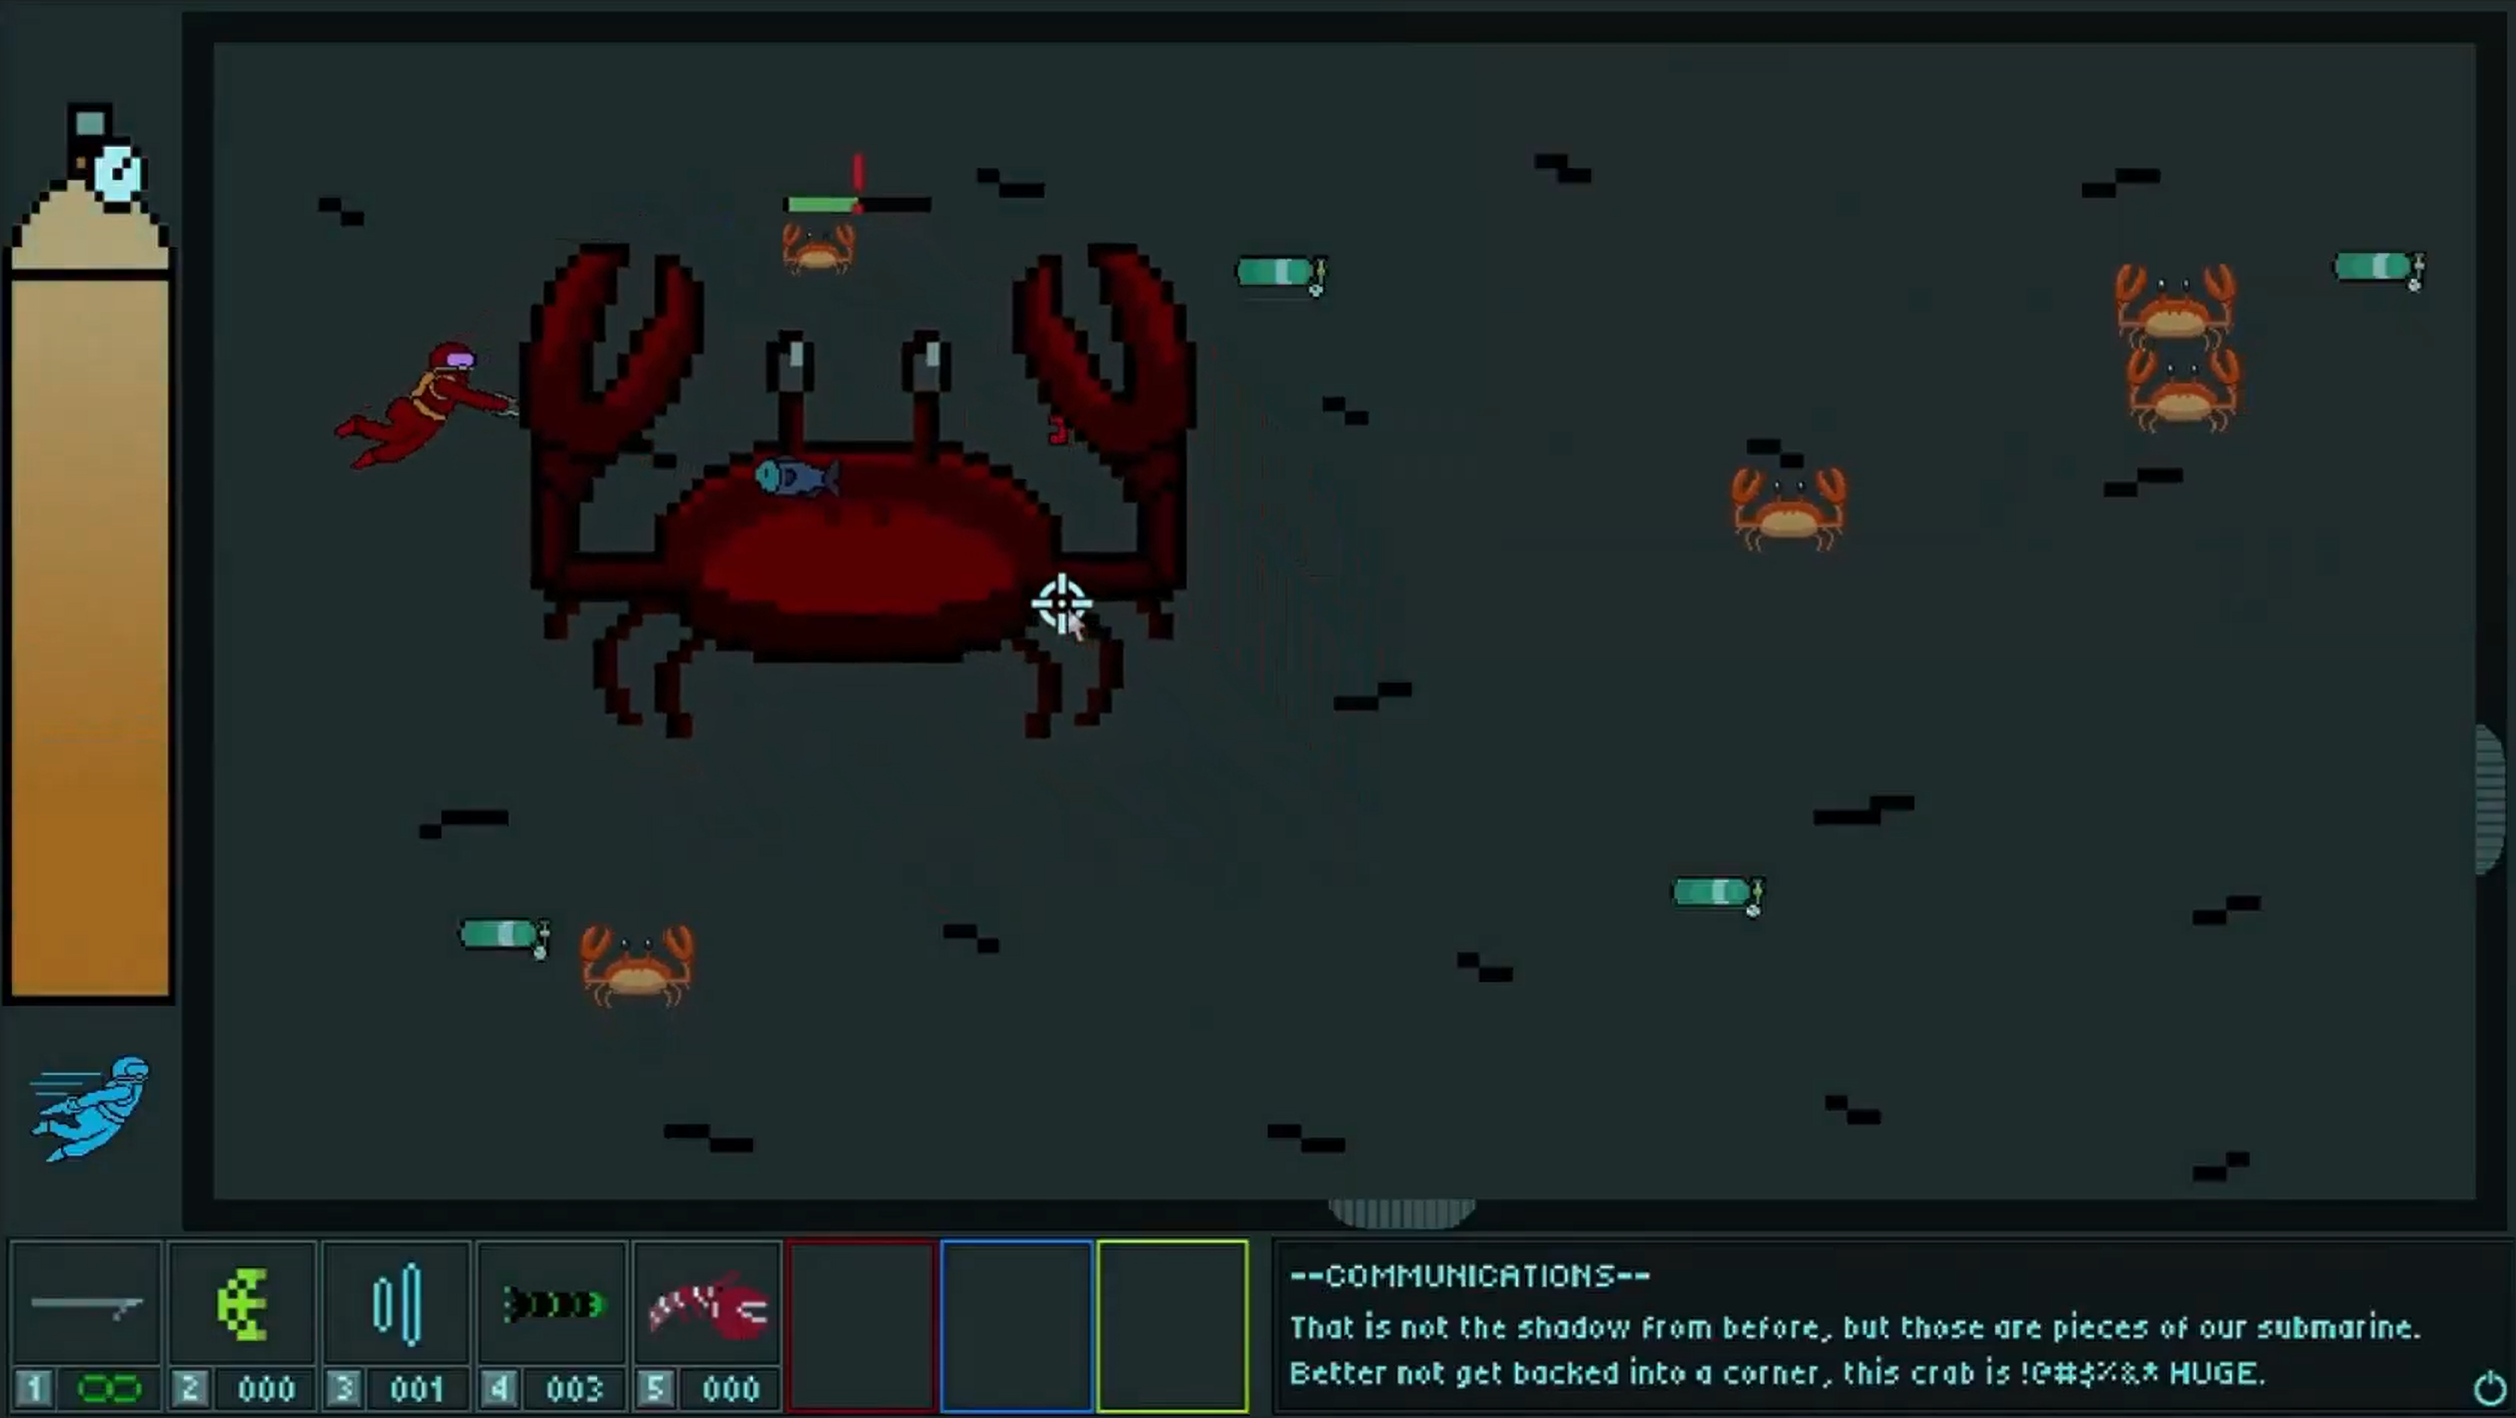 3
--COMMUNICATIONS--
That is not the shadow from before, but those are pieces of our submarine.
Better not get backed into a corner, this crab is !@#$%&* HUGE.
1 2 000 3 001 4 003 5 000